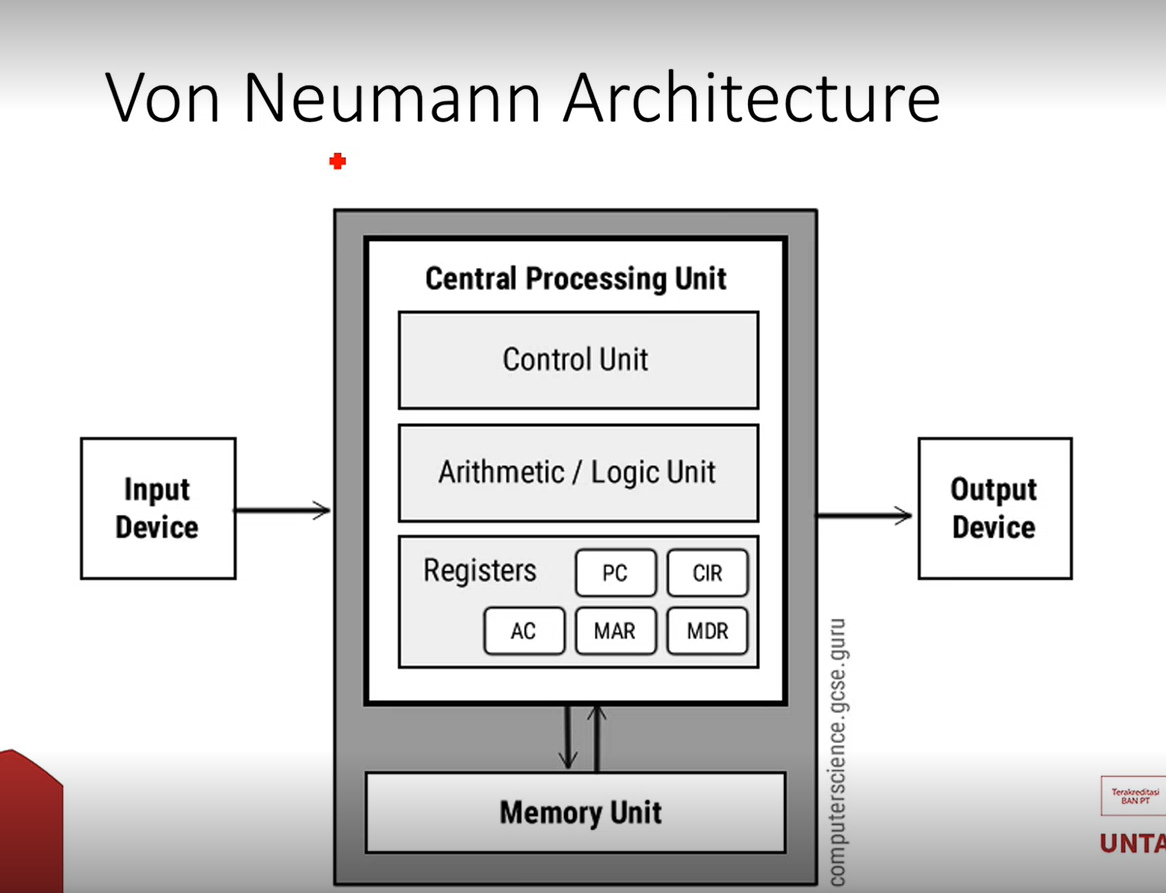 Von Neumann Architecture
Central Processing Unit
Control Unit
Arithmetic / Logic Unit
Input
Device
Output
Device
Registers
PC
CIR
AC
MAR
MDR
Memory Unit
computerscience.gcse.guru
Terakreditasi
BAN PT
UNTA